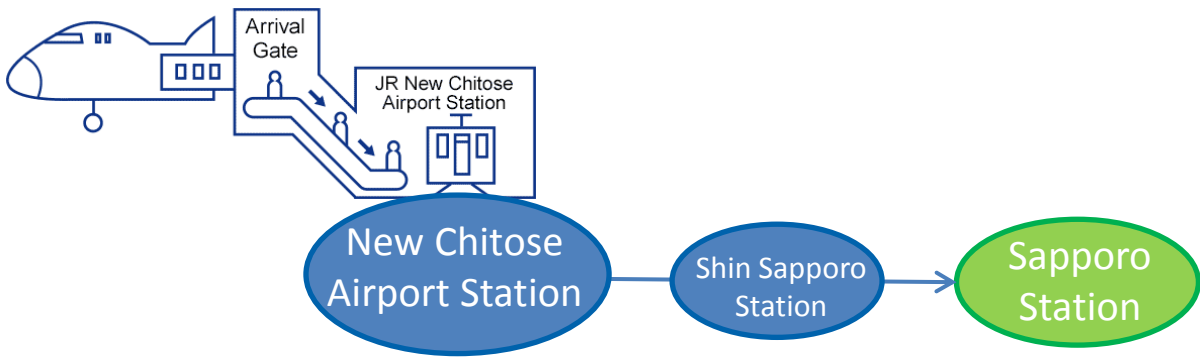 Arrival
Gate
JR New Chitose
Airport Station
New Chitose
Airport Station
Shin Sapporo
Station
Sapporo
Station